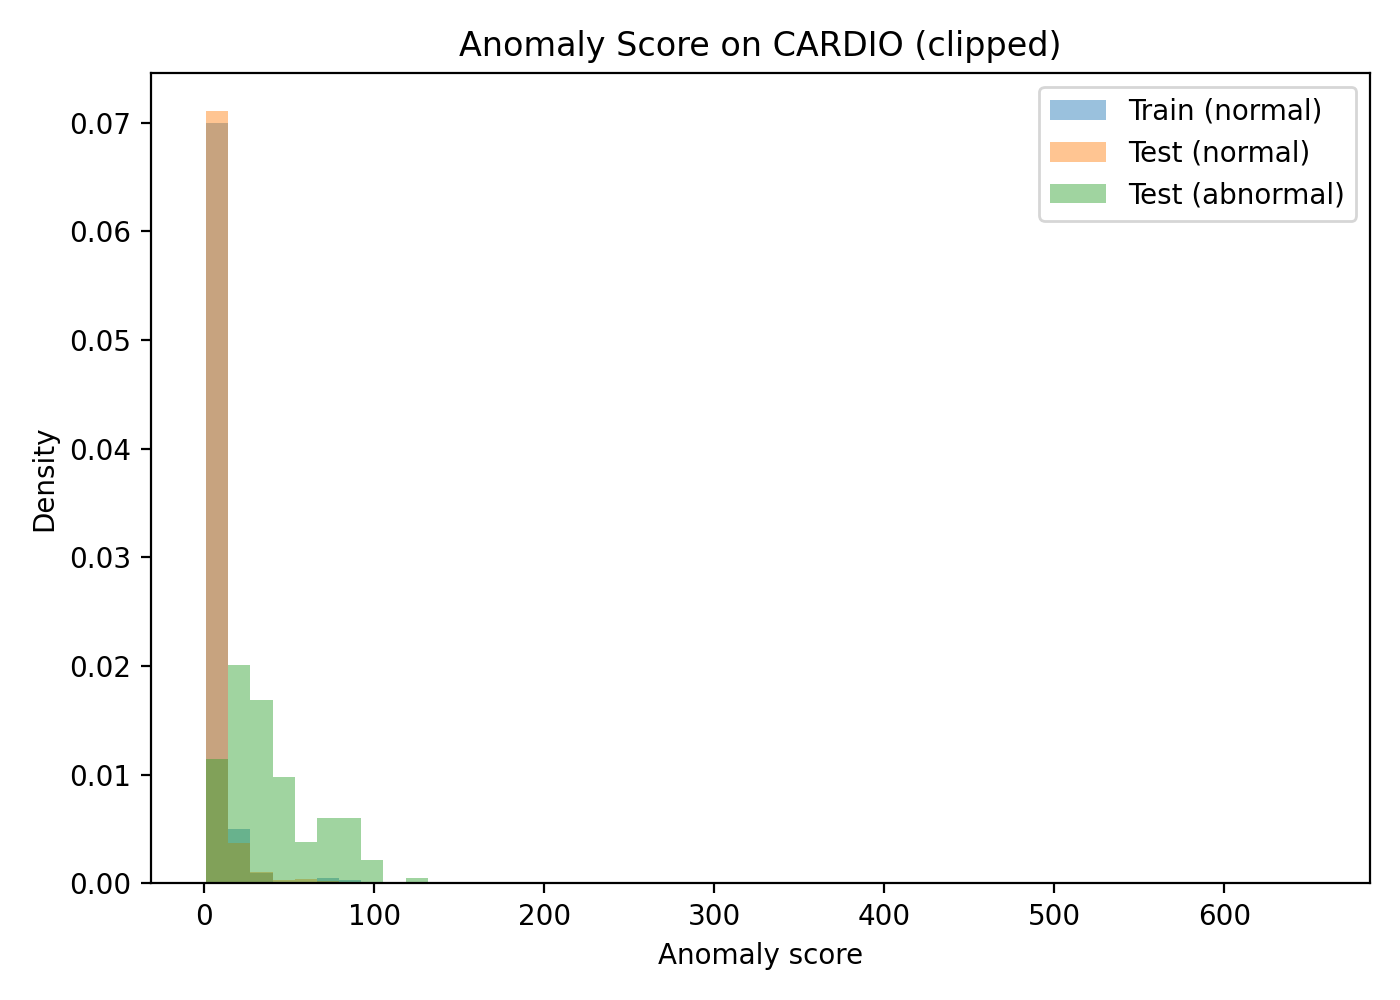 Anomaly Score on CARDIO (clipped)
Train (normal)
Test (normal)
Test (abnormal)
0.07
0.06
0.05
0.04
0.03
0.02
0.01
0.00
Density
0 100 200 300 400 500 600
Anomaly score